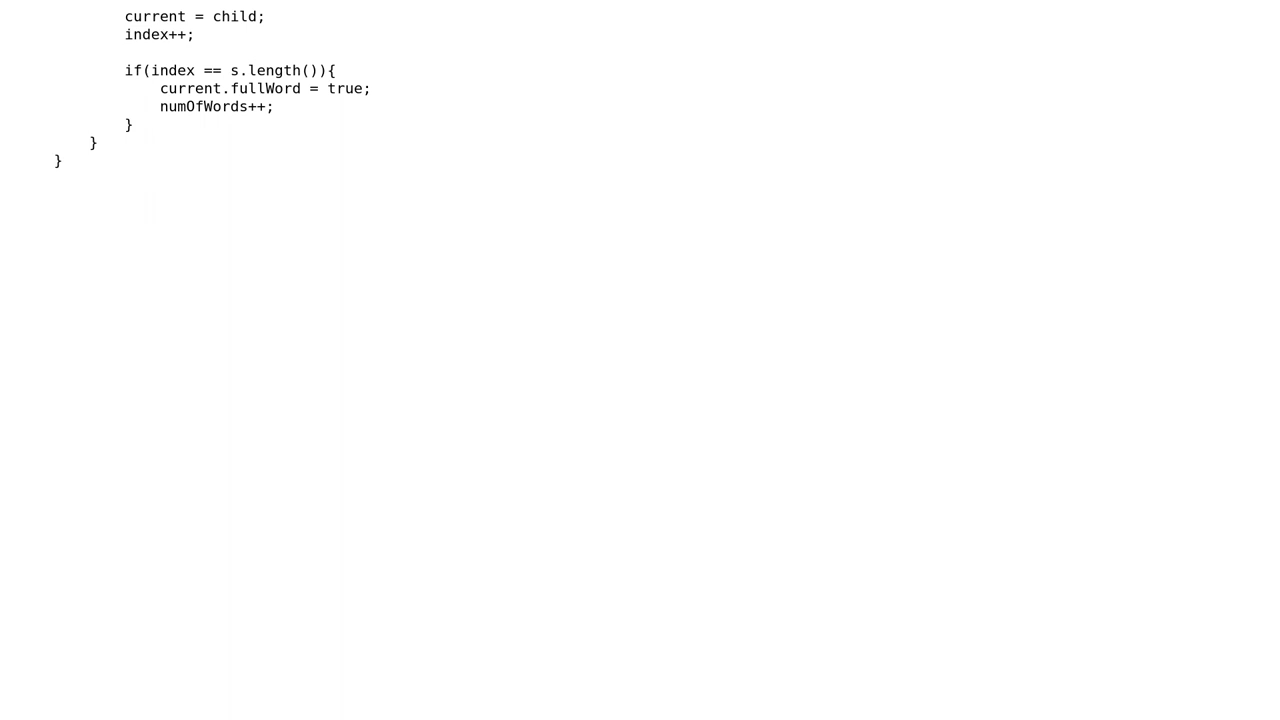 current = child;
index++;
if(index == s.length()){
current.fullWord = true;
numOfWords++;
}
}
}